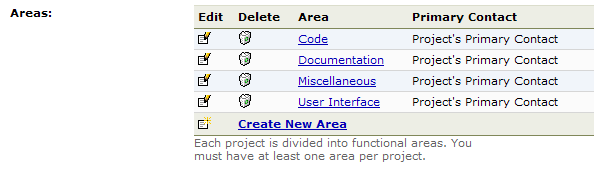 Areas:
Edit Delete Area Primary Contact
Code Project's Primary Contact
Documentation Project's Primary Contact
Miscellaneous Project's Primary Contact
User Interface Project's Primary Contact
Create New Area
Each project is divided into functional areas. You
must have at least one area per project.